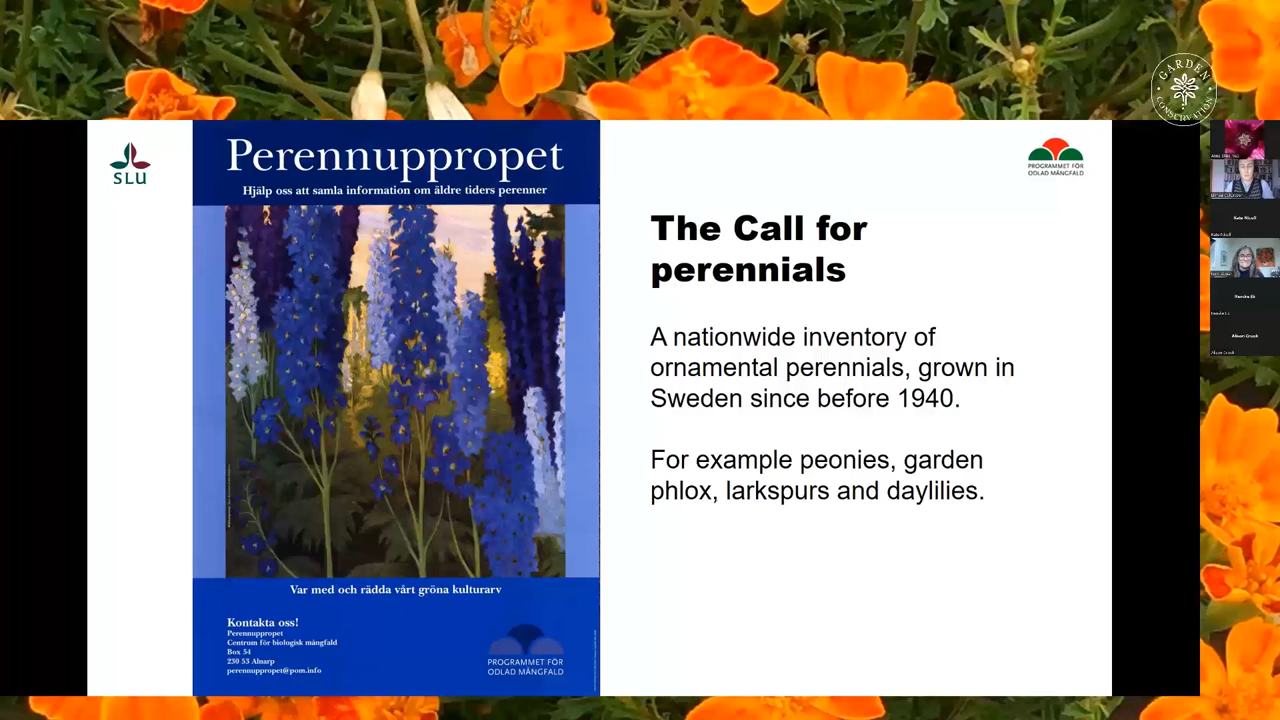 GARDEN
CONSERVATION
SLU
Perennuppropet
Hjälp oss att samla information om äldre tiders perenner
Var med och rädda vårt gröna kulturarv
Kontakta oss!
Perennuppropet
Centrum för biologisk mångfald
Box 54
230 53 Alnarp
perennuppropet@pom.info
PROGRAMMET FÖR
ODLAD MÅNGFALD
PROGRAMMET FÖR
ODLAD MÅNGFALD
The Call for
perennials
A nationwide inventory of
ornamental perennials, grown in
Sweden since before 1940.
For example peonies, garden
phlox, larkspurs and daylilies.